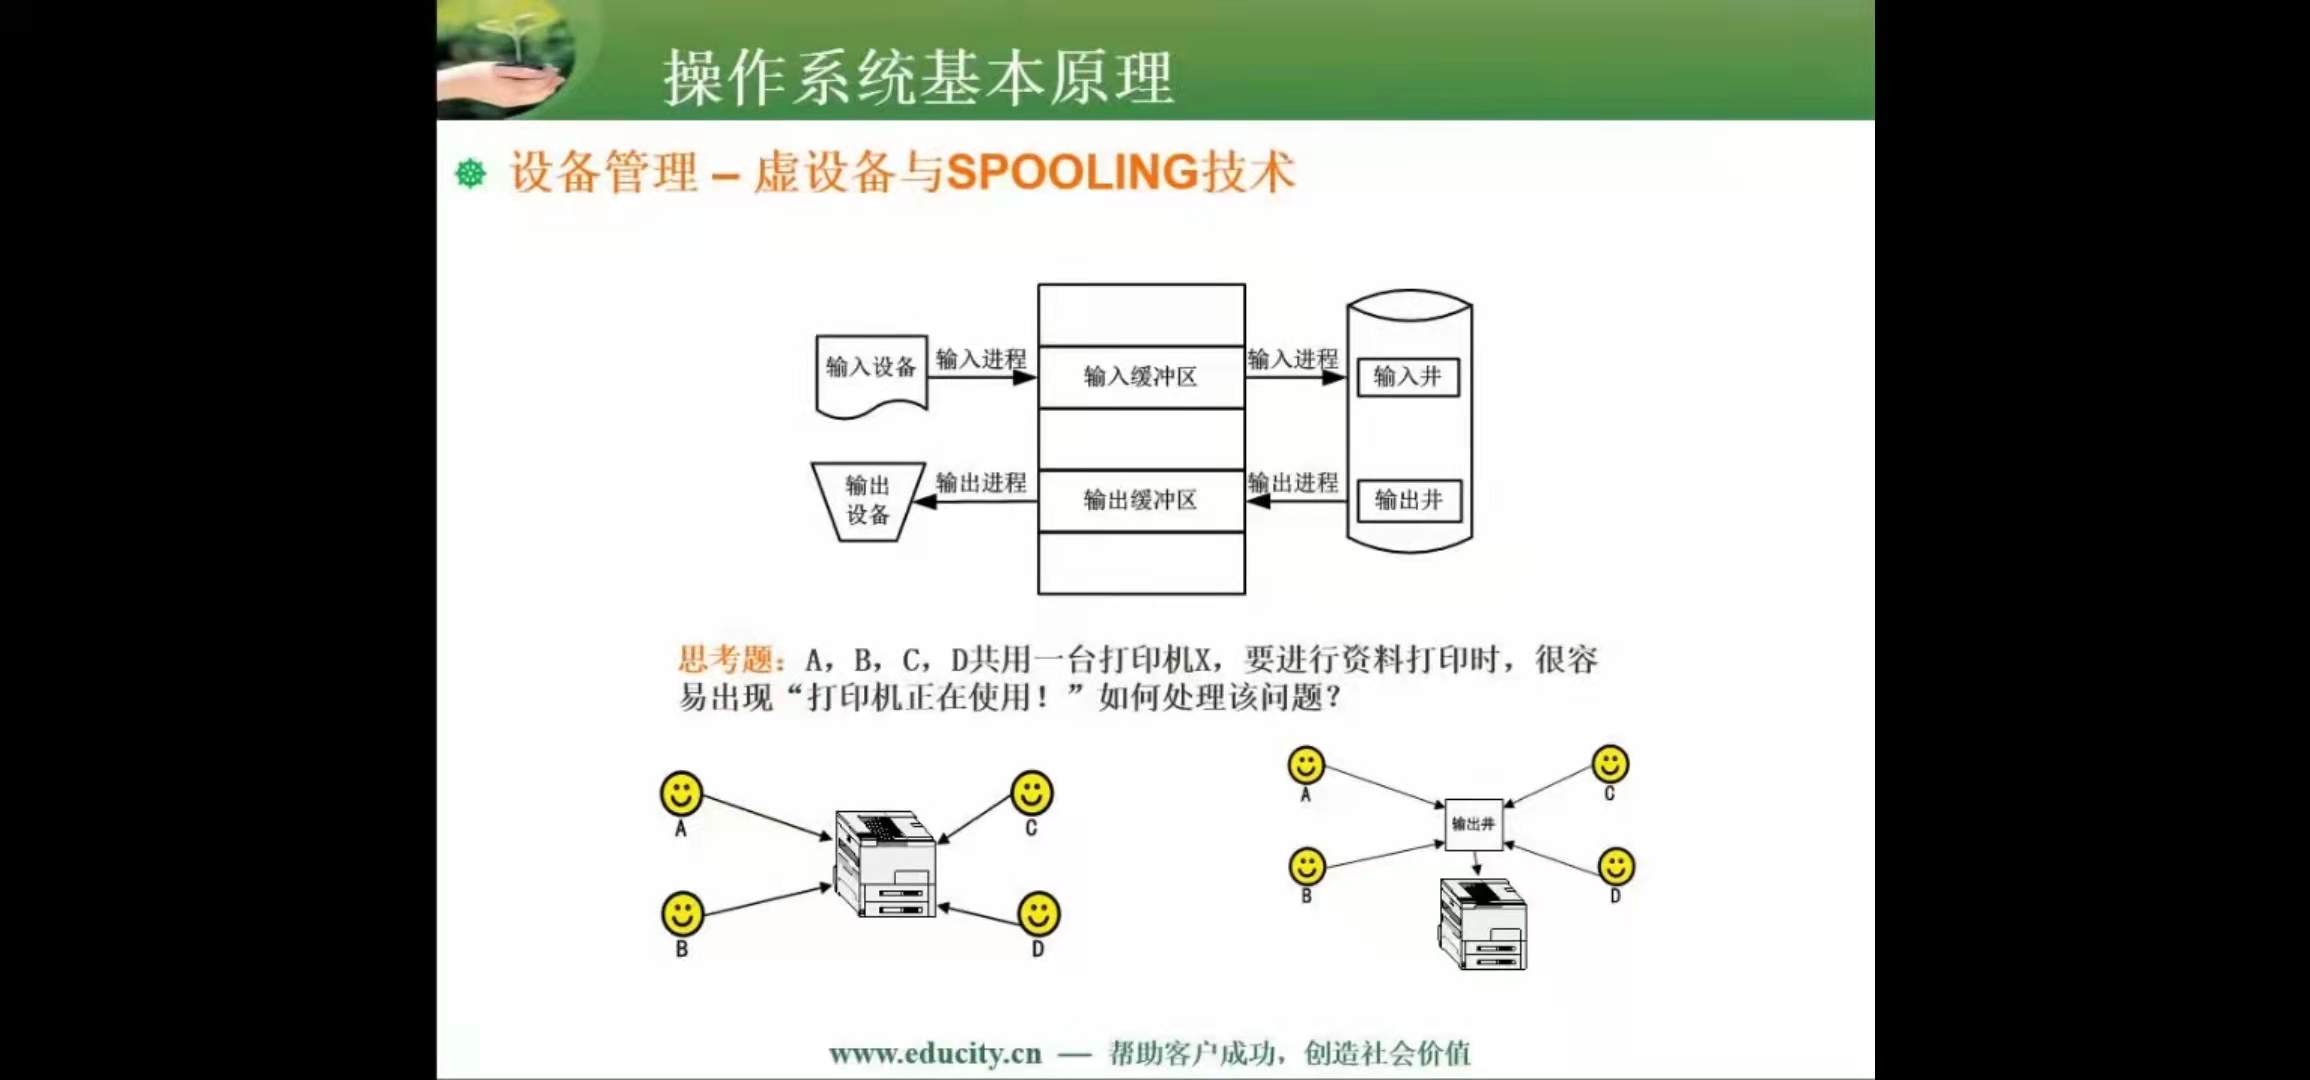 操作系统基本原理
设备管理 – 虚设备与SPOOLING技术
输入设备
输入进程
输入缓冲区
输入进程
输入井
输出
设备
输出进程
输出缓冲区
输出进程
输出井
思考题：A，B，C，D共用一台打印机X，要进行资料打印时，很容
易出现“打印机正在使用！”如何处理该问题？
A
C
B
D
A
C
输出井
B
D
www.educity.cn — 帮助客户成功，创造社会价值